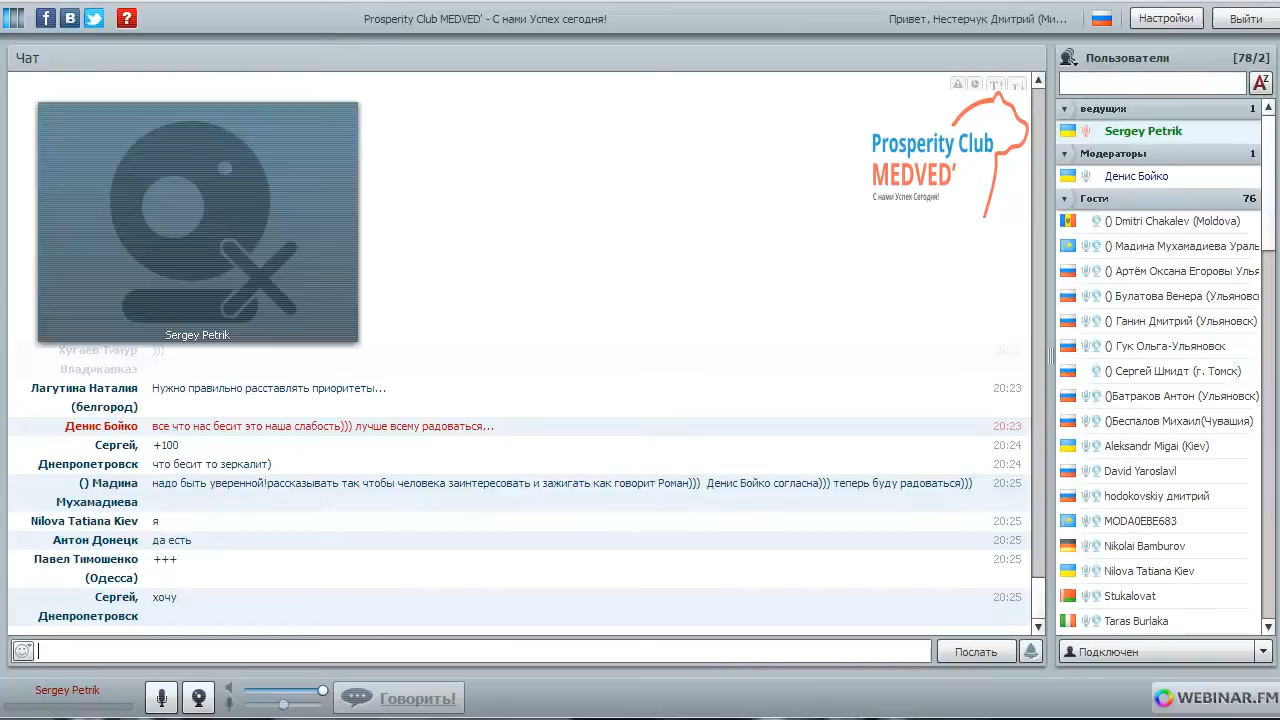 Prosperity Club MEDVED' - С нами Успех сегодня!
Привет, Нестерчук Дмитрий (Ми...
Настройки
Выйти
Чат
Пользователи [78/2]
Prosperity Club
MEDVED'
С нами Успех Сегодня!
Sergey Petrik
Хугаев Тимур )))
Владикавказ
Лагутина Наталия Нужно правильно расставлять приоритеты... 20:23
(белгород)
Денис Бойко все что нас бесит это наша слабость))) лучше всему радоваться... 20:23
Сергей, +100 20:24
Днепропетровск что бесит то зеркалит) 20:24
() Мадина надо быть уверенной!рассказывать так чтобы человека заинтересовать и зажигать как говорит Роман))) Денис Бойко согласна))) теперь буду радоваться))) 20:25
Мухамадиева
Nilova Tatiana Kiev я 20:25
Антон Донецк да есть 20:25
Павел Тимошенко +++ 20:25
(Одесса)
Сергей, хочу 20:25
Днепропетровск
Послать
ведущия 1
Sergey Petrik
Модераторы 1
Денис Бойко
Гости 76
() Dmitri Chakalev (Moldova)
() Мадина Мухамадиева Ураль
() Артём Оксана Егоровы Улья
() Булатова Венера (Ульяновс
() Ганин Дмитрий (Ульяновск)
() Гук Ольга-Ульяновск
() Сергей Шмидт (г. Томск)
()Батраков Антон (Ульяновск)
()Беспалов Михаил(Чувашия)
Aleksandr Migai (Kiev)
David Yaroslavl
hodokovskiy дмитрий
MODA0EBE683
Nikolai Bamburov
Nilova Tatiana Kiev
Stukalovat
Taras Burlaka
Подключен
Sergey Petrik
Говорить!
WEBINAR.FM